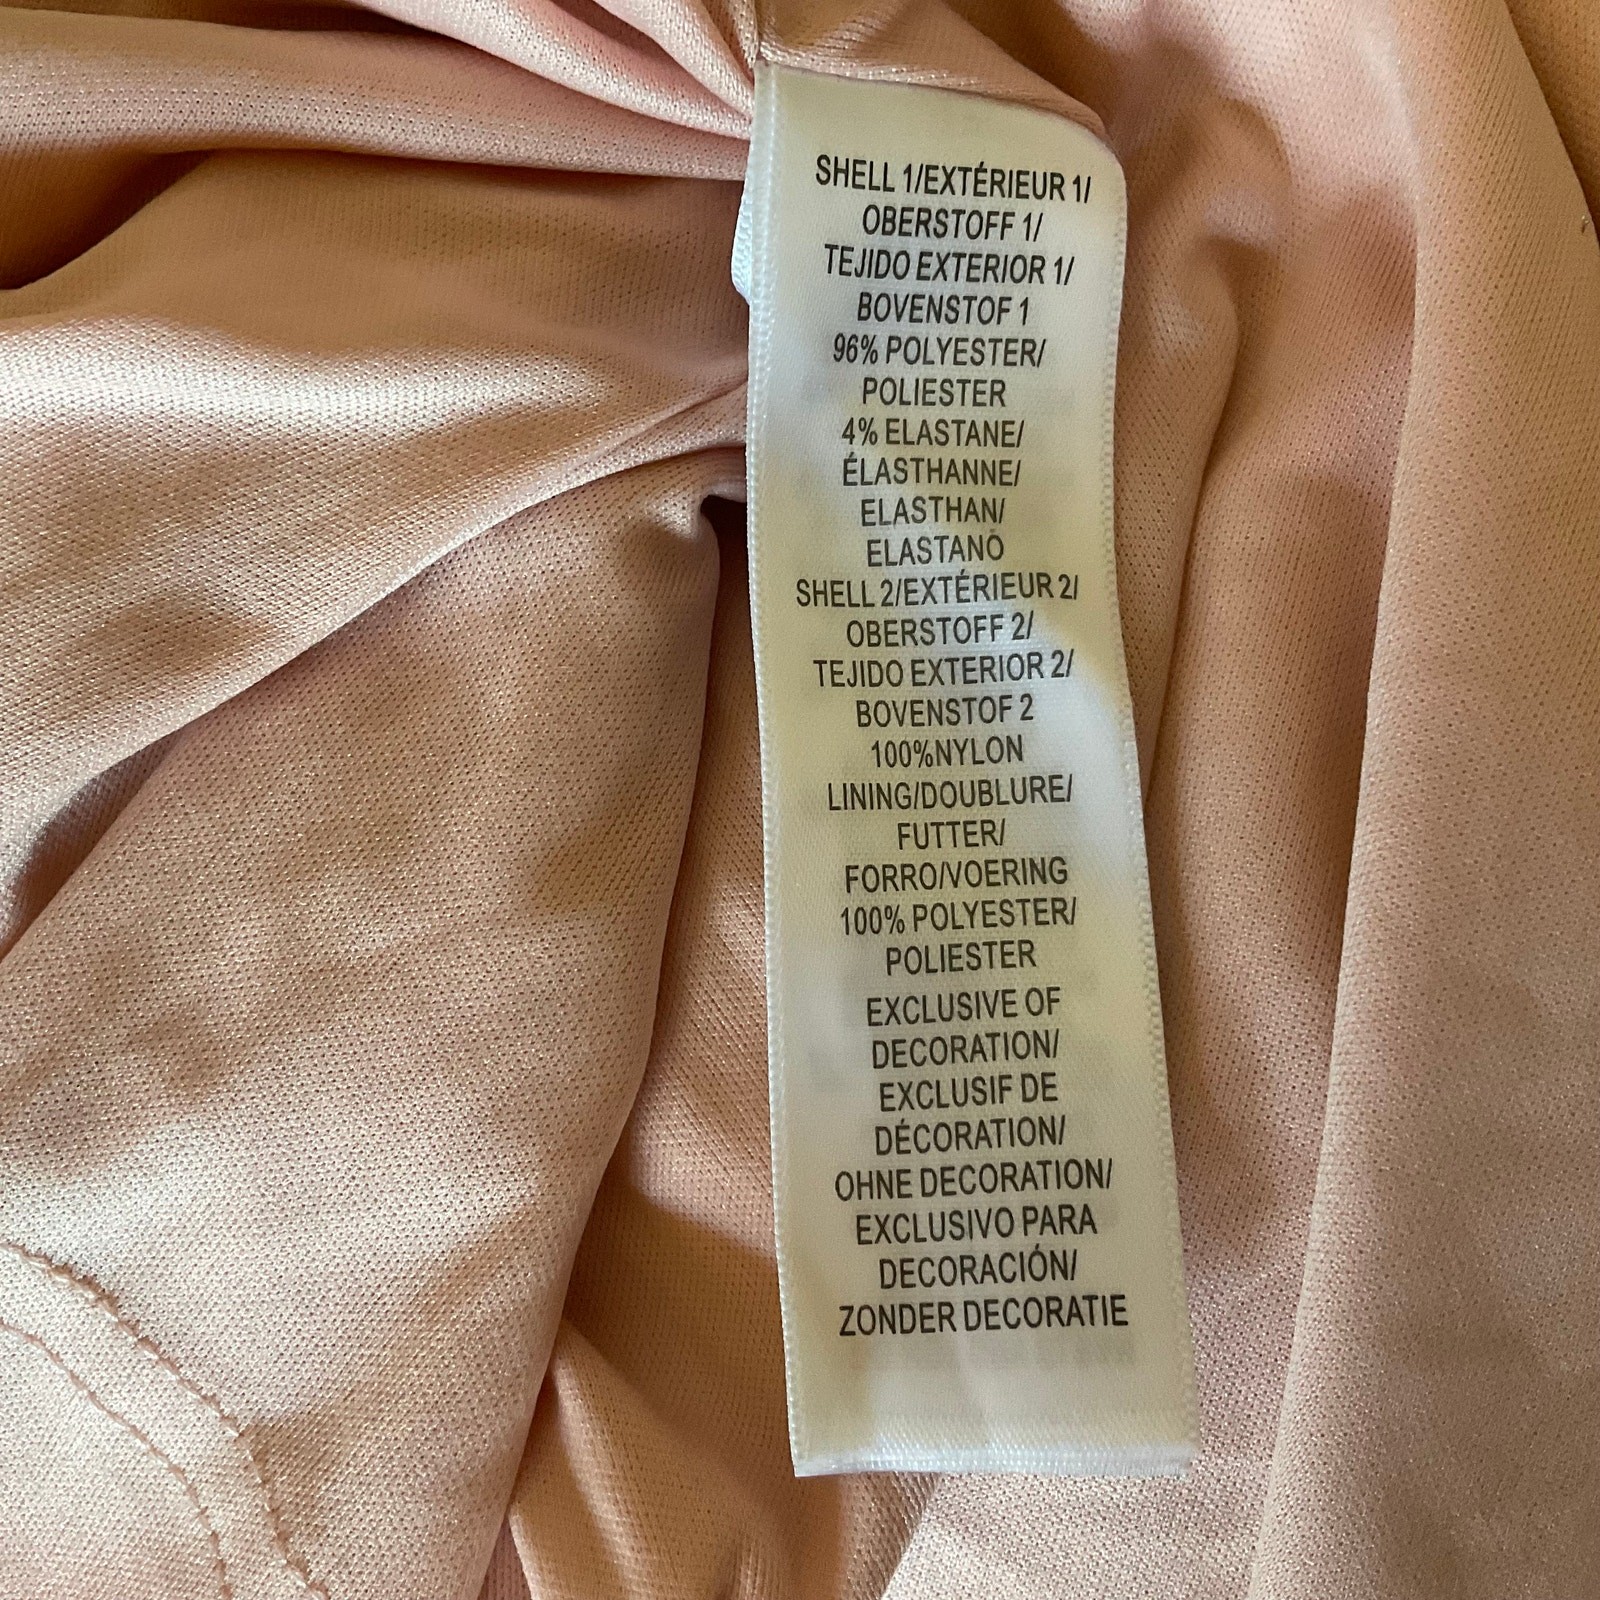 SHELL 1/EXTÉRIEUR 1/
OBERSTOFF 1/
TEJIDO EXTERIOR 1/
BOVENSTOF 1
96% POLYESTER/
POLIESTER
4% ELASTANE/
ÉLASTHANNE/
ELASTHAN/
ELASTANŌ
SHELL 2/EXTÉRIEUR 2/
OBERSTOFF 2/
TEJIDO EXTERIOR 2/
BOVENSTOF 2
100%NYLON
LINING/DOUBLURE/
FUTTER/
FORRO/VOERING
100% POLYESTER/
POLIESTER
EXCLUSIVE OF
DECORATION/
EXCLUSIF DE
DÉCORATION/
OHNE DECORATION/
EXCLUSIVO PARA
DECORACIÓN/
ZONDER DECORATIE